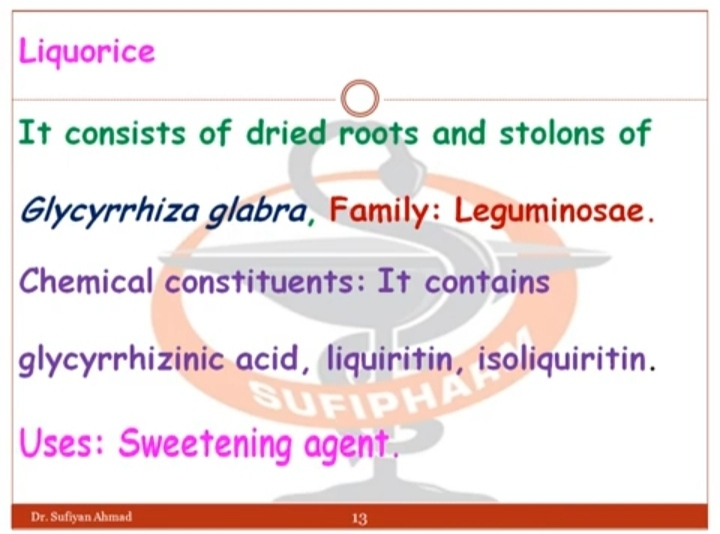 Liquorice
It consists of dried roots and stolons of
Glycyrrhiza glabra, Family: Leguminosae.
Chemical constituents: It contains
glycyrrhizinic acid, liquiritin, isoliquiritin.
SUFIPHARM
Uses: Sweetening agent.
Dr. Sufiyan Ahmad
13